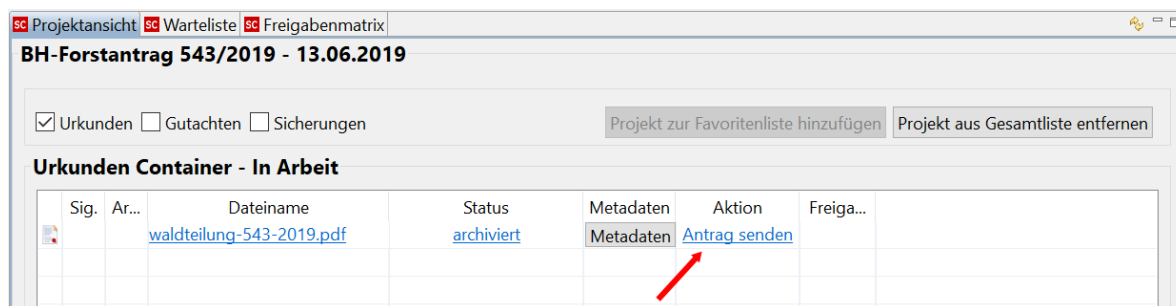 SC Projektansicht SC Warteliste SC Freigabenmatrix
BH-Forstantrag 543/2019 - 13.06.2019
Urkunden Gutachten Sicherungen Projekt zur Favoritenliste hinzufügen Projekt aus Gesamtliste entfernen
Urkunden Container - In Arbeit
Sig. Ar... Dateiname Status Metadaten Aktion Freiga...
waldteilung-543-2019.pdf archiviert Metadaten Antrag senden